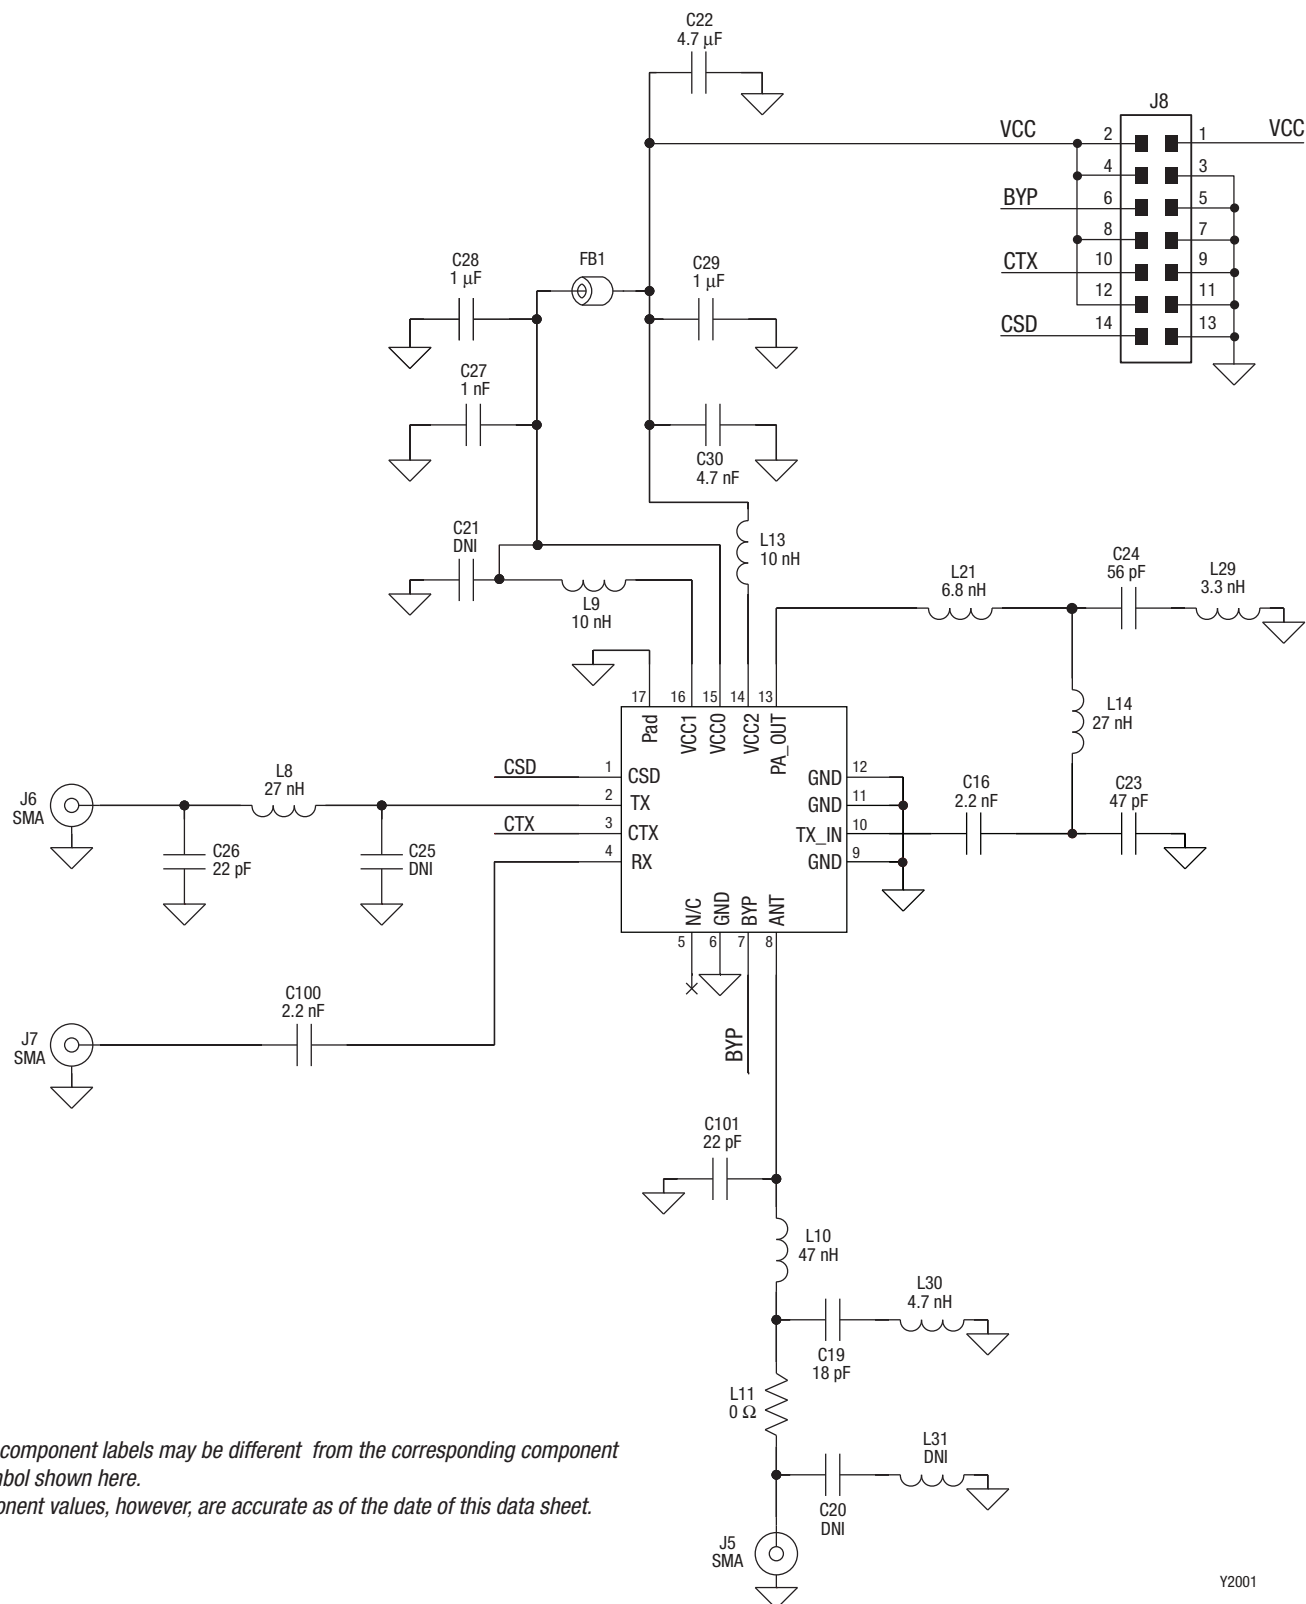 C22
4.7 μF
J8
VCC
2
1
VCC
4
3
BYP
6
5
8
7
CTX
10
9
12
11
CSD
14
13
C28
1 μF
FB1
C29
1 μF
C27
1 nF
C30
4.7 nF
C21
DNI
L9
10 nH
L13
10 nH
L21
6.8 nH
C24
56 pF
L29
3.3 nH
L14
27 nH
17
16
15
14
13
Pad
VCC1
VCC0
VCC2
PA_OUT
CSD
1
CSD
GND
12
2
TX
GND
11
CTX
3
CTX
TX_IN
10
4
RX
GND
9
N/C
GND
BYP
ANT
5
6
7
8
J6
SMA
L8
27 nH
C26
22 pF
C25
DNI
C16
2.2 nF
C23
47 pF
J7
SMA
C100
2.2 nF
BYP
C101
22 pF
L10
47 nH
L30
4.7 nH
C19
18 pF
L11
0 Ω
L31
DNI
C20
DNI
J5
SMA
component labels may be different from the corresponding component
shown here.
values, however, are accurate as of the date of this data sheet.
Y2001